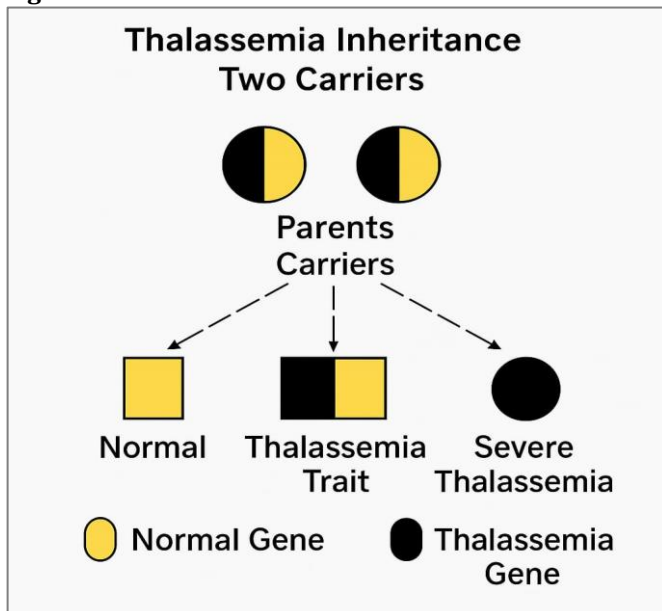 Thalassemia Inheritance
Two Carriers
Parents
Carriers
Normal
Thalassemia
Trait
Severe
Thalassemia
Normal Gene
Thalassemia
Gene